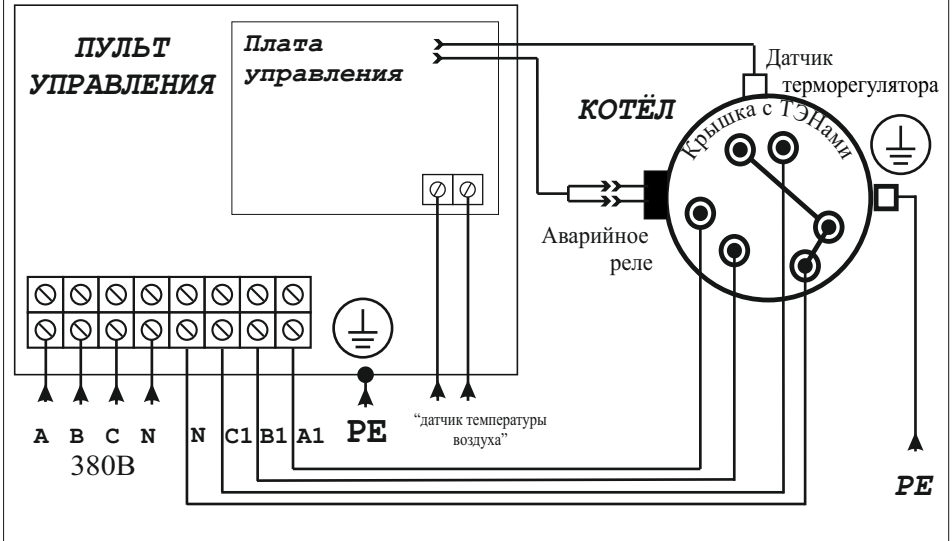 ПУЛЬТ
УПРАВЛЕНИЯ
Плата
управления
Датчик
терморегулятора
КОТЁЛ
Крышка с ТЭНами
Аварийное
реле
A B C N N C1 B1 A1 PE
380В
“датчик температуры
воздуха”
PE